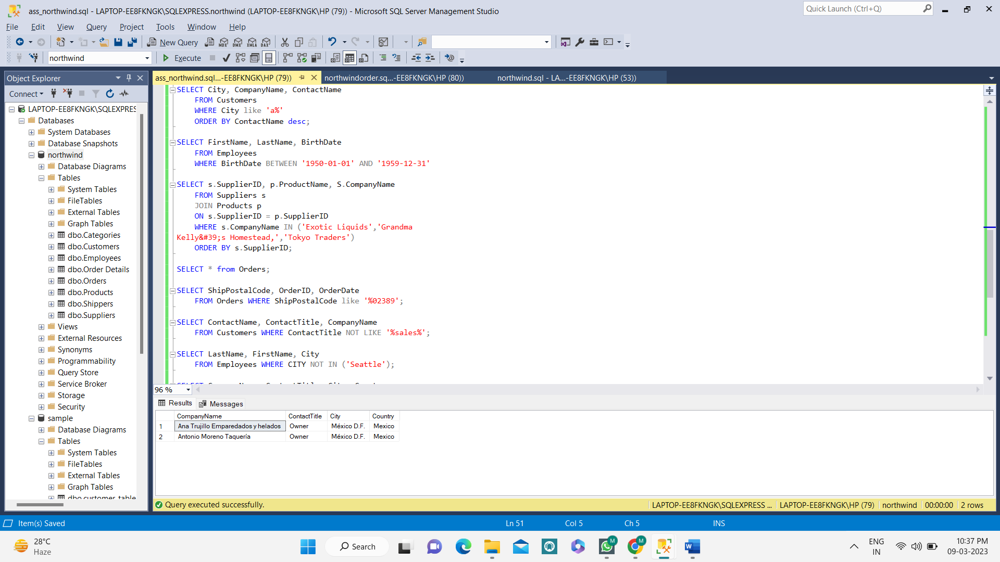 ass_northwind.sql - LAPTOP-EE8FKNGK\SQLEXPRESS.northwind (LAPTOP-EE8FKNGK\HP (79)) - Microsoft SQL Server Management Studio
Quick Launch (Ctrl+Q)
File Edit View Query Project Tools Window Help
New Query MDX DMX XMLA DAX
northwind Execute
Object Explorer
ass_northwind.sql...-EE8FKNGK\HP (79)) northwindorder.sq...-EE8FKNGK\HP (80)) northwind.sql - LA...-EE8FKNGK\HP (53))
Connect
LAPTOP-EE8FKNGK\SQLEXPRES
Databases
System Databases
Database Snapshots
northwind
Database Diagrams
Tables
System Tables
FileTables
External Tables
Graph Tables
dbo.Categories
dbo.Customers
dbo.Employees
dbo.Order Details
dbo.Orders
dbo.Products
dbo.Shippers
dbo.Suppliers
Views
External Resources
Synonyms
Programmability
Query Store
Service Broker
Storage
Security
sample
Database Diagrams
Tables
System Tables
FileTables
External Tables
Graph Tables
dbo.customer_table
SELECT City, CompanyName, ContactName
FROM Customers
WHERE City like 'a%'
ORDER BY ContactName desc;
SELECT FirstName, LastName, BirthDate
FROM Employees
WHERE BirthDate BETWEEN '1950-01-01' AND '1959-12-31'
SELECT s.SupplierID, p.ProductName, S.CompanyName
FROM Suppliers s
JOIN Products p
ON s.SupplierID = p.SupplierID
WHERE s.CompanyName IN ('Exotic Liquids','Grandma
Kelly&#39;s Homestead,','Tokyo Traders')
ORDER BY s.SupplierID;
SELECT * from Orders;
SELECT ShipPostalCode, OrderID, OrderDate
FROM Orders WHERE ShipPostalCode like '%02389';
SELECT ContactName, ContactTitle, CompanyName
FROM Customers WHERE ContactTitle NOT LIKE '%sales%';
SELECT LastName, FirstName, City
FROM Employees WHERE CITY NOT IN ('Seattle');
96 %
Results Messages
CompanyName ContactTitle City Country
1 Ana Trujillo Emparedados y helados Owner México D.F. Mexico
2 Antonio Moreno Taquería Owner México D.F. Mexico
Query executed successfully. LAPTOP-EE8FKNGK\SQLEXPRESS ... LAPTOP-EE8FKNGK\HP (79) northwind 00:00:00 2 rows
Item(s) Saved Ln 51 Col 5 Ch 5 INS
28°C
Haze
Search
M
M
ENG
IN
10:37 PM
09-03-2023